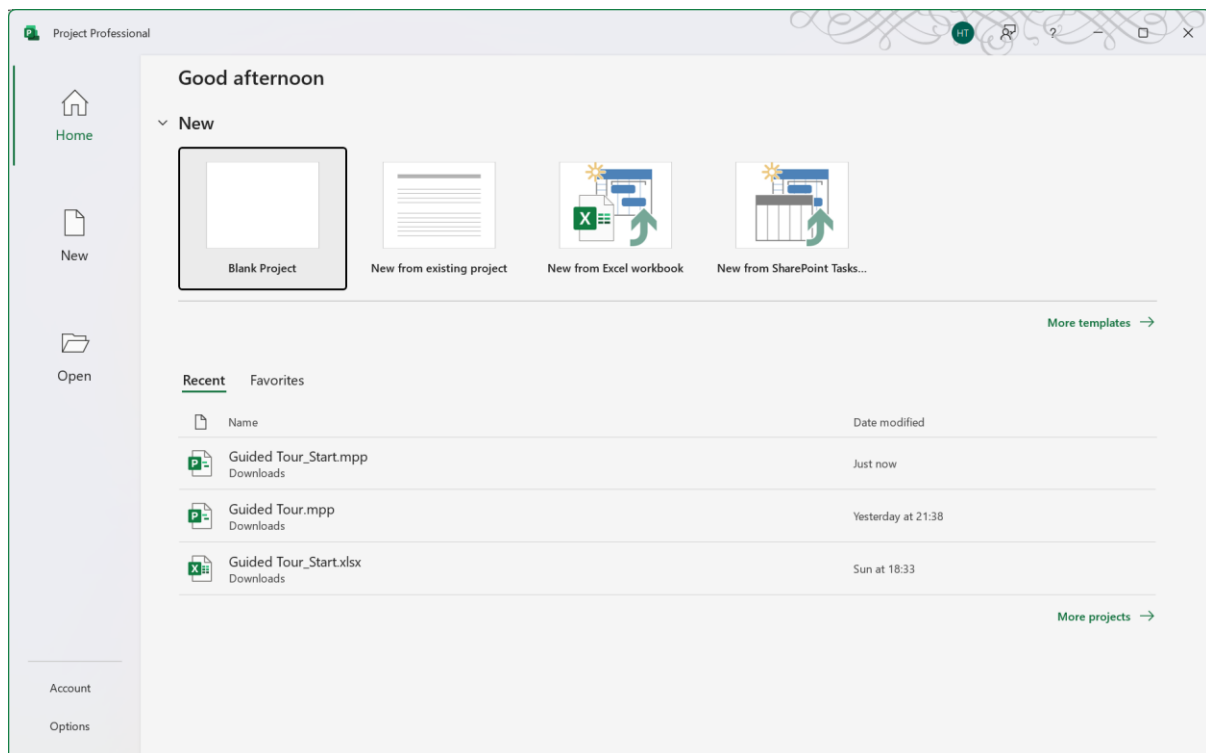 Project Professional
HT
?
Good afternoon
Home
New
Blank Project
New from existing project
New from Excel workbook
New from SharePoint Tasks...
New
More templates
Open
Recent
Favorites
Name
Date modified
Guided Tour_Start.mpp
Downloads
Just now
Guided Tour.mpp
Downloads
Yesterday at 21:38
Guided Tour_Start.xlsx
Downloads
Sun at 18:33
More projects
Account
Options